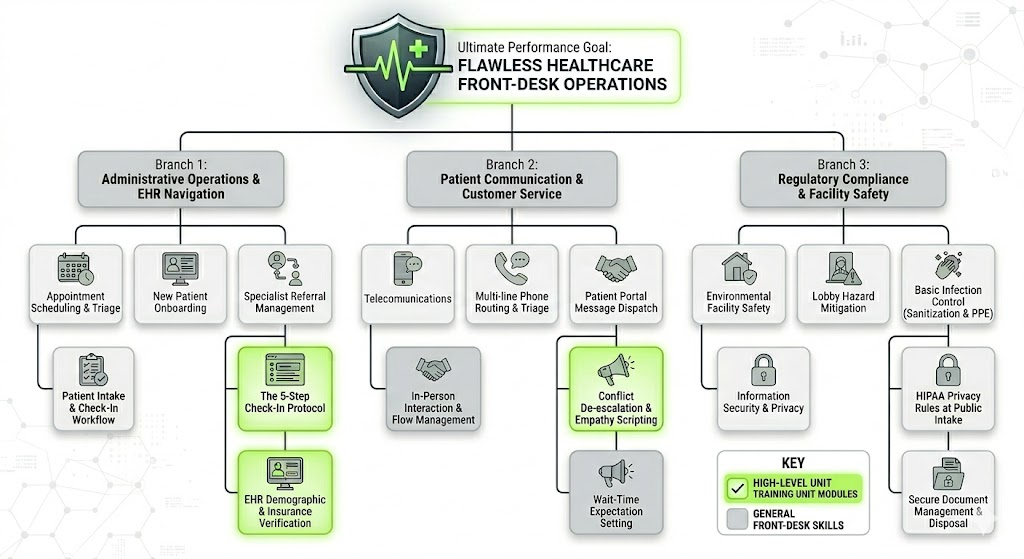 Ultimate Performance Goal:
FLAWLESS HEALTHCARE
FRONT-DESK OPERATIONS
Branch 1:
Administrative Operations &
EHR Navigation
Branch 2:
Patient Communication &
Customer Service
Branch 3:
Regulatory Compliance
& Facility Safety
Appointment
Scheduling & Triage
New Patient
Onboarding
Specialist Referral
Management
Telecomunications
Multi-line Phone
Routing & Triage
Patient Portal
Message Dispatch
Environmental
Facility Safety
Lobby Hazard
Mitigation
Basic Infection
Control
(Sanitization & PPE)
Patient Intake
& Check-In
Workflow
The 5-Step
Check-In Protocol
In-Person
Interaction &
Flow Management
Conflict
De-escalation &
Empathy Scripting
Information
Security & Privacy
HIPAA Privacy
Rules at Public
Intake
EHR Demographic
& Insurance
Verification
Wait-Time
Expectation
Setting
KEY
HIGH-LEVEL UNIT
TRAINING UNIT MODULES
GENERAL
FRONT-DESK SKILLS
Secure Document
Management &
Disposal